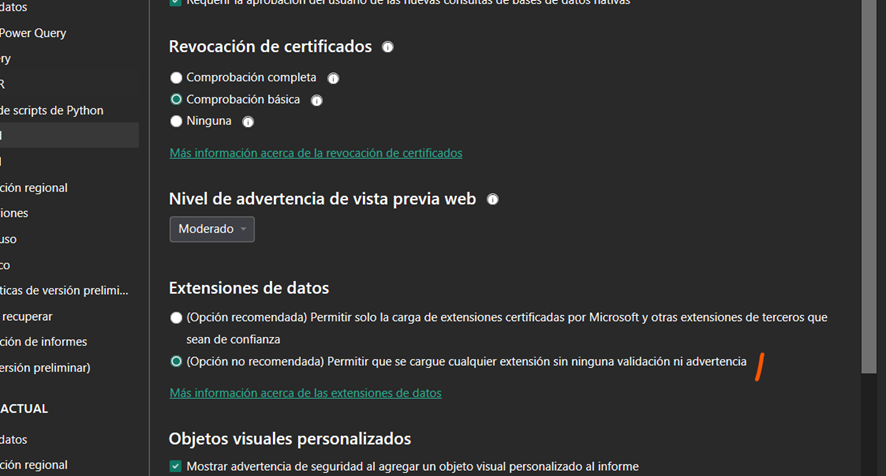 datos
Requerir la aprobación del usuario de las nuevas consultas de bases de datos nativas
Power Query
Revocación de certificados
ry
Comprobación completa
R
Comprobación básica
de scripts de Python
Ninguna
Más información acerca de la revocación de certificados
ción regional
Nivel de advertencia de vista previa web
iones
Moderado
uso
co
Extensiones de datos
ticas de versión prelimi...
(Opción recomendada) Permitir solo la carga de extensiones certificadas por Microsoft y otras extensiones de terceros que
recuperar
sean de confianza
ción de informes
(Opción no recomendada) Permitir que se cargue cualquier extensión sin ninguna validación ni advertencia
ersión preliminar)
Más información acerca de las extensiones de datos
ACTUAL
Objetos visuales personalizados
datos
Mostrar advertencia de seguridad al agregar un objeto visual personalizado al informe
ción regional